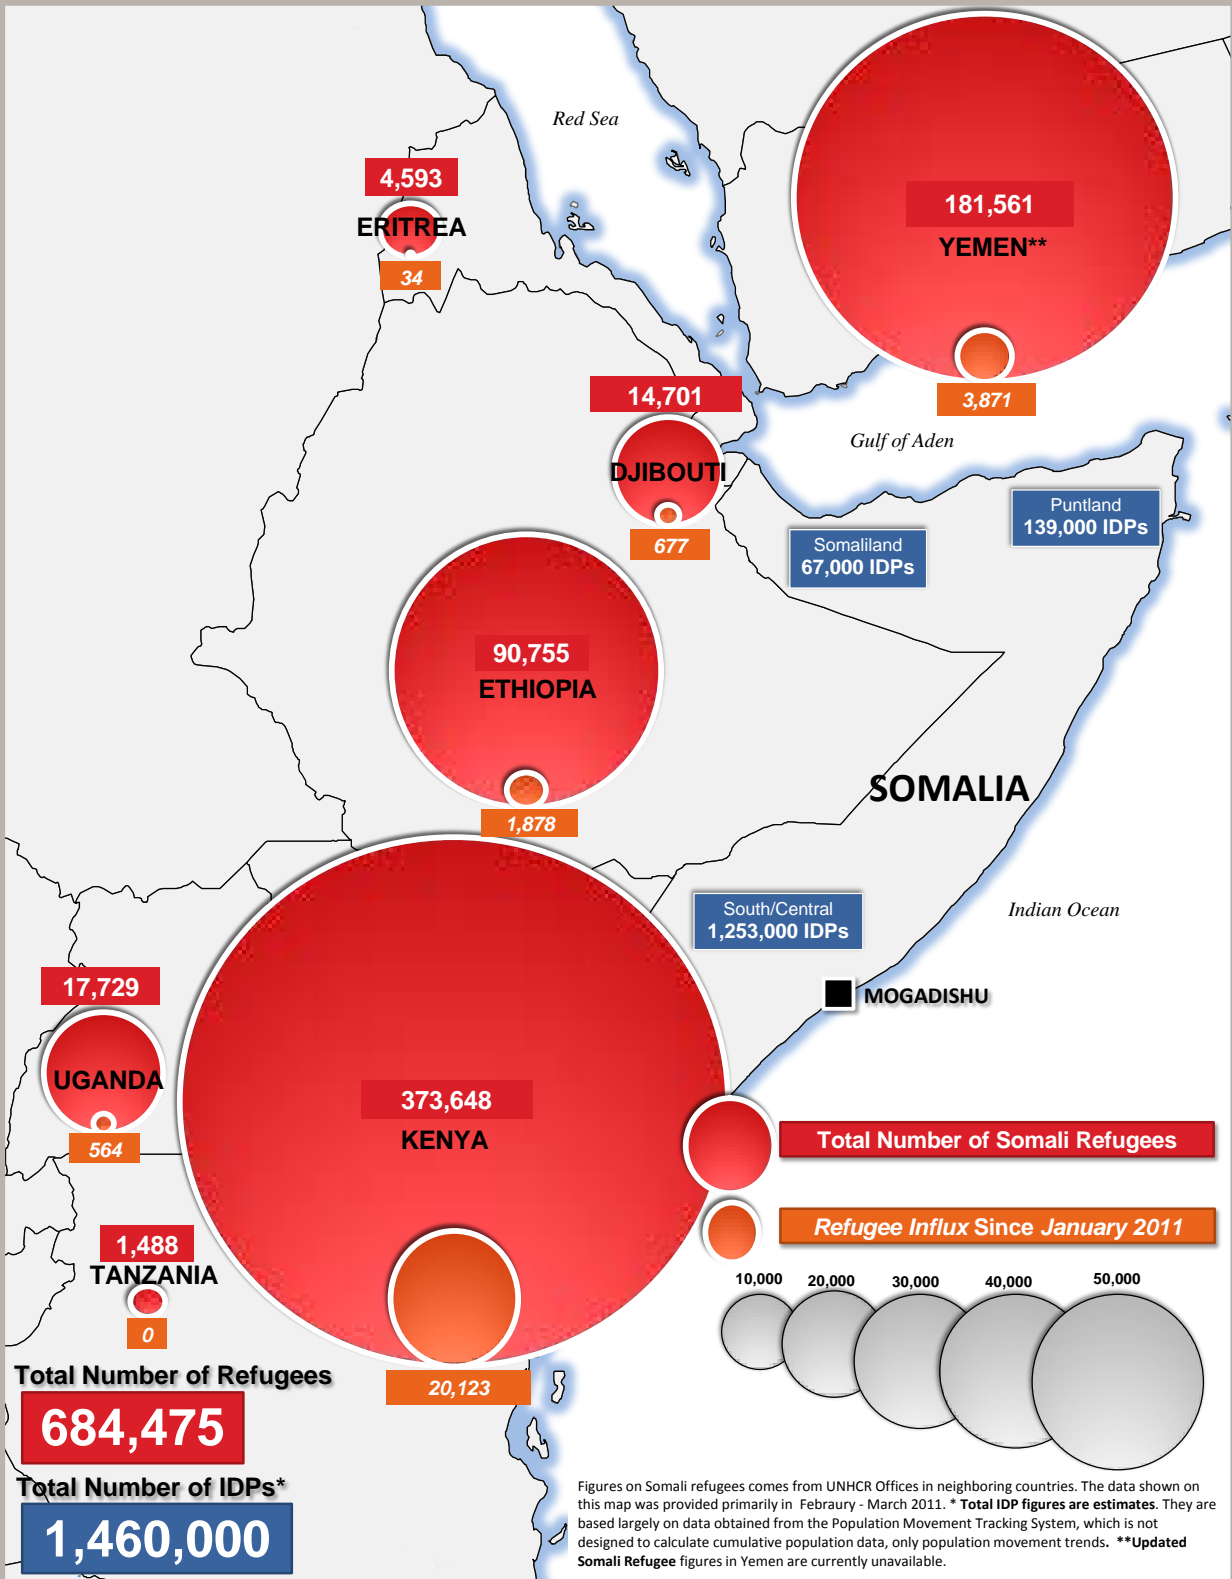 Red Sea
4,593
ERITREA
34
181,561
YEMEN**
3,871
14,701
DJIBOUTI
677
Gulf of Aden
Puntland
139,000 IDPs
Somaliland
67,000 IDPs
90,755
ETHIOPIA
1,878
SOMALIA
South/Central
1,253,000 IDPs
Indian Ocean
MOGADISHU
17,729
UGANDA
564
373,648
KENYA
20,123
1,488
TANZANIA
0
Total Number of Somali Refugees
Refugee Influx Since January 2011
10,000
20,000
30,000
40,000
50,000
Total Number of Refugees
684,475
Total Number of IDPs*
1,460,000
Figures on Somali refugees comes from UNHCR Offices in neighboring countries. The data shown on
this map was provided primarily in Febraury - March 2011. * Total IDP figures are estimates. They are
based largely on data obtained from the Population Movement Tracking System, which is not
designed to calculate cumulative population data, only population movement trends. **Updated
Somali Refugee figures in Yemen are currently unavailable.